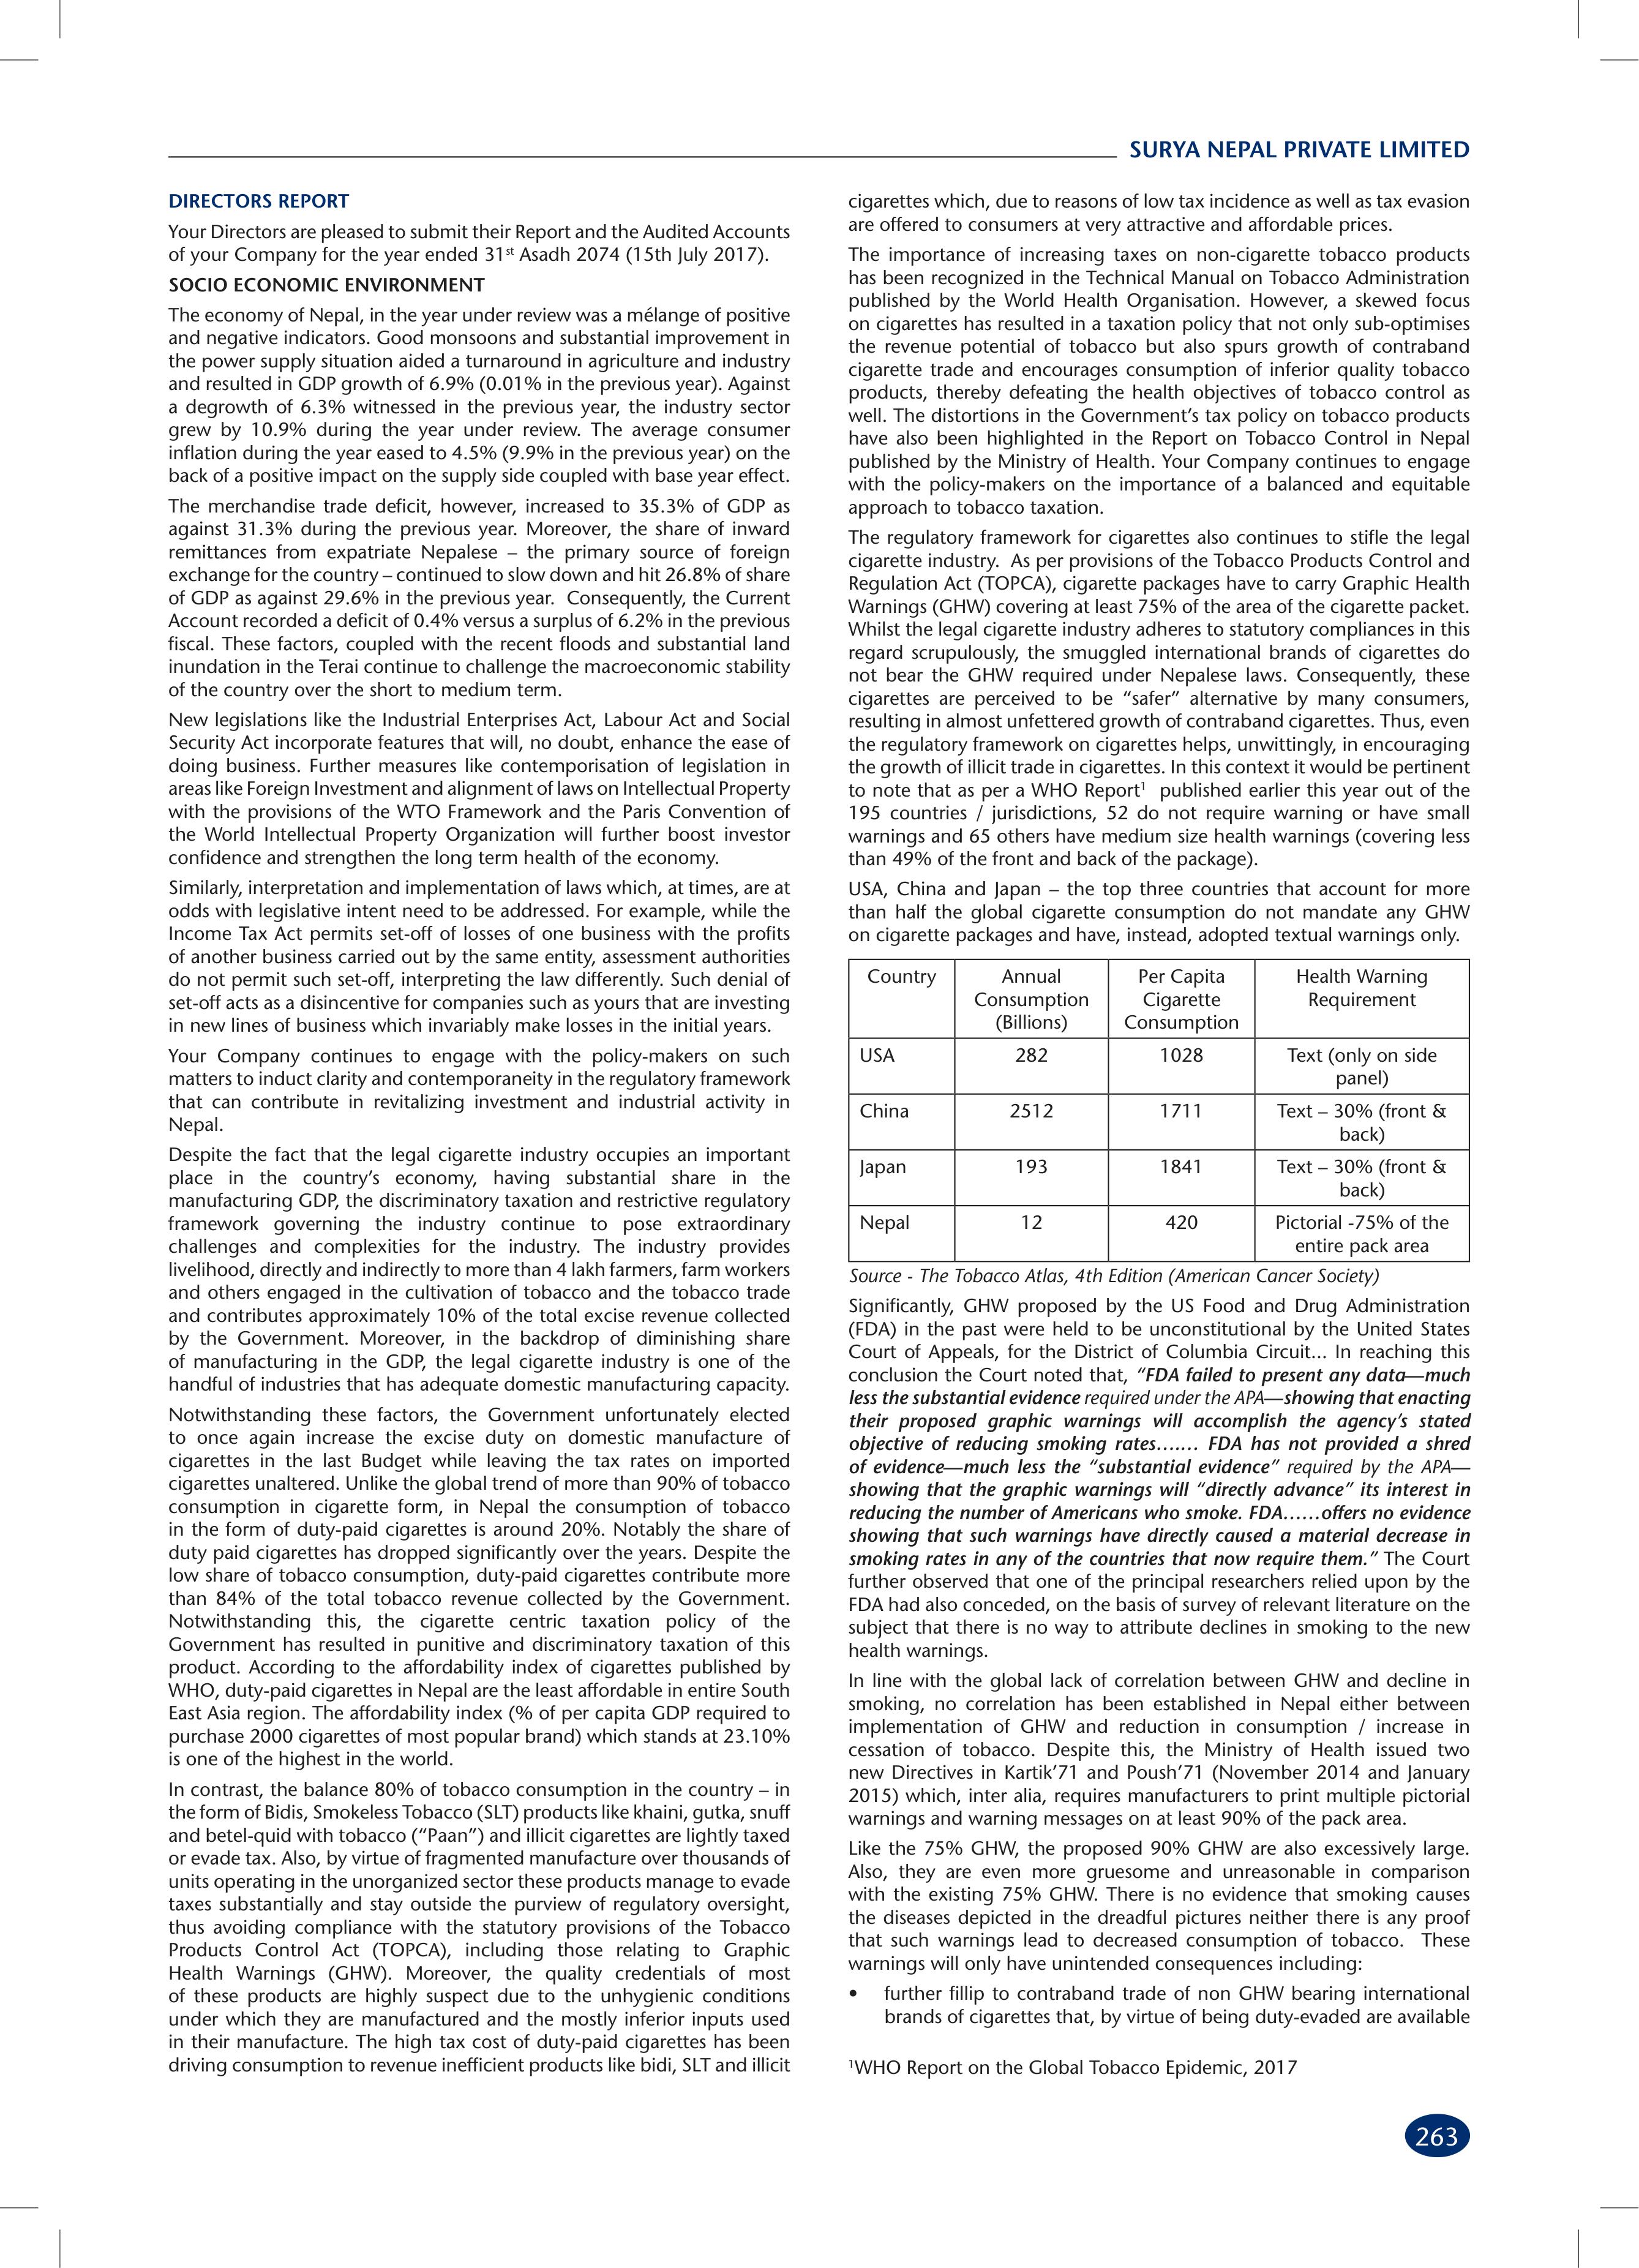 SURYA NEPAL PRIVATE LIMITED
DIRECTORS REPORT
Your Directors are pleased to submit their Report and the Audited Accounts
of your Company for the year ended 31st Asadh 2074 (15th July 2017).
SOCIO ECONOMIC ENVIRONMENT
The economy of Nepal, in the year under review was a mélange of positive
and negative indicators. Good monsoons and substantial improvement in
the power supply situation aided a turnaround in agriculture and industry
and resulted in GDP growth of 6.9% (0.01% in the previous year). Against
a degrowth of 6.3% witnessed in the previous year, the industry sector
grew by 10.9% during the year under review. The average consumer
inflation during the year eased to 4.5% (9.9% in the previous year) on the
back of a positive impact on the supply side coupled with base year effect.
The merchandise trade deficit, however, increased to 35.3% of GDP as
against 31.3% during the previous year. Moreover, the share of inward
remittances from expatriate Nepalese – the primary source of foreign
exchange for the country – continued to slow down and hit 26.8% of share
of GDP as against 29.6% in the previous year. Consequently, the Current
Account recorded a deficit of 0.4% versus a surplus of 6.2% in the previous
fiscal. These factors, coupled with the recent floods and substantial land
inundation in the Terai continue to challenge the macroeconomic stability
of the country over the short to medium term.
New legislations like the Industrial Enterprises Act, Labour Act and Social
Security Act incorporate features that will, no doubt, enhance the ease of
doing business. Further measures like contemporisation of legislation in
areas like Foreign Investment and alignment of laws on Intellectual Property
with the provisions of the WTO Framework and the Paris Convention of
the World Intellectual Property Organization will further boost investor
confidence and strengthen the long term health of the economy.
Similarly, interpretation and implementation of laws which, at times, are at
odds with legislative intent need to be addressed. For example, while the
Income Tax Act permits set-off of losses of one business with the profits
of another business carried out by the same entity, assessment authorities
do not permit such set-off, interpreting the law differently. Such denial of
set-off acts as a disincentive for companies such as yours that are investing
in new lines of business which invariably make losses in the initial years.
Your Company continues to engage with the policy-makers on such
matters to induct clarity and contemporaneity in the regulatory framework
that can contribute in revitalizing investment and industrial activity in
Nepal.
Despite the fact that the legal cigarette industry occupies an important
place in the country's economy, having substantial share in the
manufacturing GDP, the discriminatory taxation and restrictive regulatory
framework governing the industry continue to pose extraordinary
challenges and complexities for the industry. The industry provides
livelihood, directly and indirectly to more than 4 lakh farmers, farm workers
and others engaged in the cultivation of tobacco and the tobacco trade
and contributes approximately 10% of the total excise revenue collected
by the Government. Moreover, in the backdrop of diminishing share
of manufacturing in the GDP, the legal cigarette industry is one of the
handful of industries that has adequate domestic manufacturing capacity.
Notwithstanding these factors, the Government unfortunately elected
to once again increase the excise duty on domestic manufacture of
cigarettes in the last Budget while leaving the tax rates on imported
cigarettes unaltered. Unlike the global trend of more than 90% of tobacco
consumption in cigarette form, in Nepal the consumption of tobacco
in the form of duty-paid cigarettes is around 20%. Notably the share of
duty paid cigarettes has dropped significantly over the years. Despite the
low share of tobacco consumption, duty-paid cigarettes contribute more
than 84% of the total tobacco revenue collected by the Government.
Notwithstanding this, the cigarette centric taxation policy of the
Government has resulted in punitive and discriminatory taxation of this
product. According to the affordability index of cigarettes published by
WHO, duty-paid cigarettes in Nepal are the least affordable in entire South
East Asia region. The affordability index (% of per capita GDP required to
purchase 2000 cigarettes of most popular brand) which stands at 23.10%
is one of the highest in the world.
In contrast, the balance 80% of tobacco consumption in the country – in
the form of Bidis, Smokeless Tobacco (SLT) products like khaini, gutka, snuff
and betel-quid with tobacco ("Paan") and illicit cigarettes are lightly taxed
or evade tax. Also, by virtue of fragmented manufacture over thousands of
units operating in the unorganized sector these products manage to evade
taxes substantially and stay outside the purview of regulatory oversight,
thus avoiding compliance with the statutory provisions of the Tobacco
Products Control Act (TOPCA), including those relating to Graphic
Health Warnings (GHW). Moreover, the quality credentials of most
of these products are highly suspect due to the unhygienic conditions
under which they are manufactured and the mostly inferior inputs used
in their manufacture. The high tax cost of duty-paid cigarettes has been
driving consumption to revenue inefficient products like bidi, SLT and illicit
cigarettes which, due to reasons of low tax incidence as well as tax evasion
are offered to consumers at very attractive and affordable prices.
The importance of increasing taxes on non-cigarette tobacco products
has been recognized in the Technical Manual on Tobacco Administration
published by the World Health Organisation. However, a skewed focus
on cigarettes has resulted in a taxation policy that not only sub-optimises
the revenue potential of tobacco but also spurs growth of contraband
cigarette trade and encourages consumption of inferior quality tobacco
products, thereby defeating the health objectives of tobacco control as
well. The distortions in the Government's tax policy on tobacco products
have also been highlighted in the Report on Tobacco Control in Nepal
published by the Ministry of Health. Your Company continues to engage
with the policy-makers on the importance of a balanced and equitable
approach to tobacco taxation.
The regulatory framework for cigarettes also continues to stifle the legal
cigarette industry. As per provisions of the Tobacco Products Control and
Regulation Act (TOPCA), cigarette packages have to carry Graphic Health
Warnings (GHW) covering at least 75% of the area of the cigarette packet.
Whilst the legal cigarette industry adheres to statutory compliances in this
regard scrupulously, the smuggled international brands of cigarettes do
not bear the GHW required under Nepalese laws. Consequently, these
cigarettes are perceived to be "safer" alternative by many consumers,
resulting in almost unfettered growth of contraband cigarettes. Thus, even
the regulatory framework on cigarettes helps, unwittingly, in encouraging
the growth of illicit trade in cigarettes. In this context it would be pertinent
to note that as per a WHO Report1 published earlier this year out of the
195 countries / jurisdictions, 52 do not require warning or have small
warnings and 65 others have medium size health warnings (covering less
than 49% of the front and back of the package).
USA, China and Japan – the top three countries that account for more
than half the global cigarette consumption do not mandate any GHW
on cigarette packages and have, instead, adopted textual warnings only.
Country Annual Per Capita Health Warning
Consumption Cigarette Requirement
(Billions) Consumption
USA 282 1028 Text (only on side
panel)
China 2512 1711 Text – 30% (front &
back)
Japan 193 1841 Text – 30% (front &
back)
Nepal 12 420 Pictorial -75% of the
entire pack area
Source - The Tobacco Atlas, 4th Edition (American Cancer Society)
Significantly, GHW proposed by the US Food and Drug Administration
(FDA) in the past were held to be unconstitutional by the United States
Court of Appeals, for the District of Columbia Circuit... In reaching this
conclusion the Court noted that, "FDA failed to present any data—much
less the substantial evidence required under the APA—showing that enacting
their proposed graphic warnings will accomplish the agency's stated
objective of reducing smoking rates.…… FDA has not provided a shred
of evidence—much less the "substantial evidence" required by the APA—
showing that the graphic warnings will "directly advance" its interest in
reducing the number of Americans who smoke. FDA……offers no evidence
showing that such warnings have directly caused a material decrease in
smoking rates in any of the countries that now require them." The Court
further observed that one of the principal researchers relied upon by the
FDA had also conceded, on the basis of survey of relevant literature on the
subject that there is no way to attribute declines in smoking to the new
health warnings.
In line with the global lack of correlation between GHW and decline in
smoking, no correlation has been established in Nepal either between
implementation of GHW and reduction in consumption / increase in
cessation of tobacco. Despite this, the Ministry of Health issued two
new Directives in Kartik'71 and Poush'71 (November 2014 and January
2015) which, inter alia, requires manufacturers to print multiple pictorial
warnings and warning messages on at least 90% of the pack area.
Like the 75% GHW, the proposed 90% GHW are also excessively large.
Also, they are even more gruesome and unreasonable in comparison
with the existing 75% GHW. There is no evidence that smoking causes
the diseases depicted in the dreadful pictures neither there is any proof
that such warnings lead to decreased consumption of tobacco. These
warnings will only have unintended consequences including:
• further fillip to contraband trade of non GHW bearing international
brands of cigarettes that, by virtue of being duty-evaded are available
1WHO Report on the Global Tobacco Epidemic, 2017
263